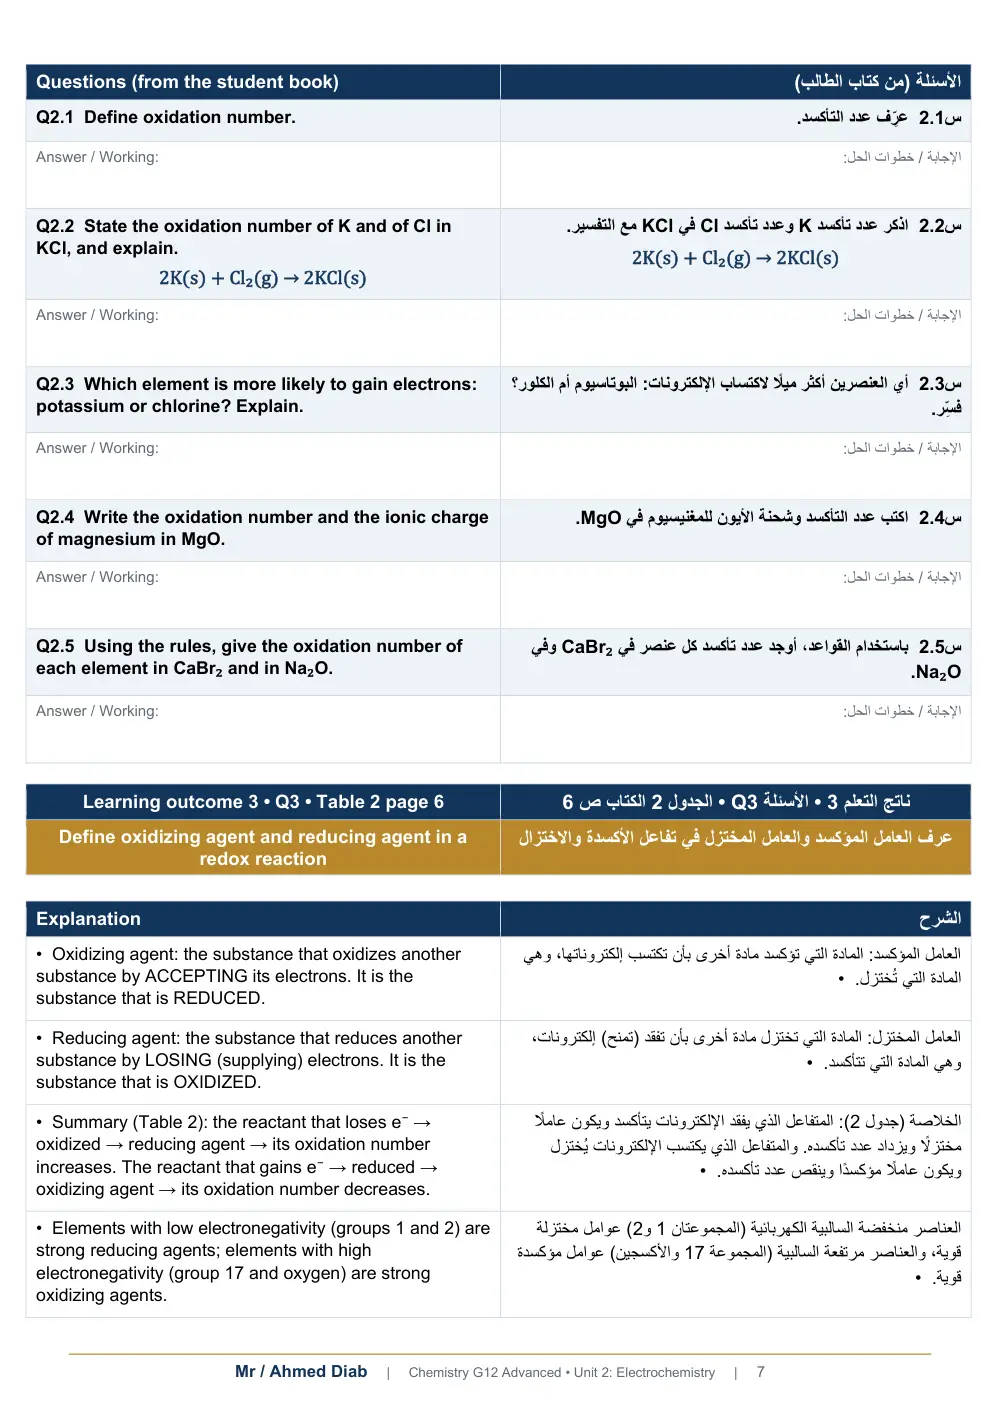 Questions (from the student book)
الأسئلة (من كتاب الطالب)
Q2.1 Define oxidation number.
س2.1 عرّف عدد التأكسد.
Answer / Working:
الإجابة / خطوات الحل:
Q2.2 State the oxidation number of K and of Cl in
KCl, and explain.
2K(s) + Cl₂(g) → 2KCl(s)
س2.2 اذكر عدد تأكسد K وعدد تأكسد Cl في KCl مع التفسير.
2K(s) + Cl₂(g) → 2KCl(s)
Answer / Working:
الإجابة / خطوات الحل:
Q2.3 Which element is more likely to gain electrons:
potassium or chlorine? Explain.
س2.3 أي العنصرين أكثر ميلًا لاكتساب الإلكترونات: البوتاسيوم أم الكلور؟
فسِّر.
Answer / Working:
الإجابة / خطوات الحل:
Q2.4 Write the oxidation number and the ionic charge
of magnesium in MgO.
س2.4 اكتب عدد التأكسد وشحنة الأيون للمغنيسيوم في MgO.
Answer / Working:
الإجابة / خطوات الحل:
Q2.5 Using the rules, give the oxidation number of
each element in CaBr₂ and in Na₂O.
س2.5 باستخدام القواعد، أوجد عدد تأكسد كل عنصر في CaBr₂ وفي
Na₂O.
Answer / Working:
الإجابة / خطوات الحل:
Learning outcome 3 • Q3 • Table 2 page 6
ناتج التعلم 3 • الأسئلة Q3 • الجدول 2 الكتاب ص 6
Define oxidizing agent and reducing agent in a
redox reaction
عرف العامل المؤكسد والعامل المختزل في تفاعل الأكسدة والاختزال
Explanation
الشرح
• Oxidizing agent: the substance that oxidizes another
substance by ACCEPTING its electrons. It is the
substance that is REDUCED.
العامل المؤكسد: المادة التي تؤكسد مادة أخرى بأن تكتسب إلكتروناتها، وهي
المادة التي تُختزل. •
• Reducing agent: the substance that reduces another
substance by LOSING (supplying) electrons. It is the
substance that is OXIDIZED.
العامل المختزل: المادة التي تختزل مادة أخرى بأن تفقد (تمنح) إلكترونات،
وهي المادة التي تتأكسد. •
• Summary (Table 2): the reactant that loses e⁻ →
oxidized → reducing agent → its oxidation number
increases. The reactant that gains e⁻ → reduced →
oxidizing agent → its oxidation number decreases.
الخلاصة (جدول 2): المتفاعل الذي يفقد الإلكترونات يتأكسد ويكون عاملًا
مختزلًا ويزداد عدد تأكسده. والمتفاعل الذي يكتسب الإلكترونات يُختزل
ويكون عاملًا مؤكسدًا وينقص عدد تأكسده. •
• Elements with low electronegativity (groups 1 and 2) are
strong reducing agents; elements with high
electronegativity (group 17 and oxygen) are strong
oxidizing agents.
العناصر منخفضة السالبية الكهربائية (المجموعتان 1 و2) عوامل مختزلة
قوية، والعناصر مرتفعة السالبية (المجموعة 17 والأكسجين) عوامل مؤكسدة
قوية. •
Mr / Ahmed Diab | Chemistry G12 Advanced • Unit 2: Electrochemistry | 7